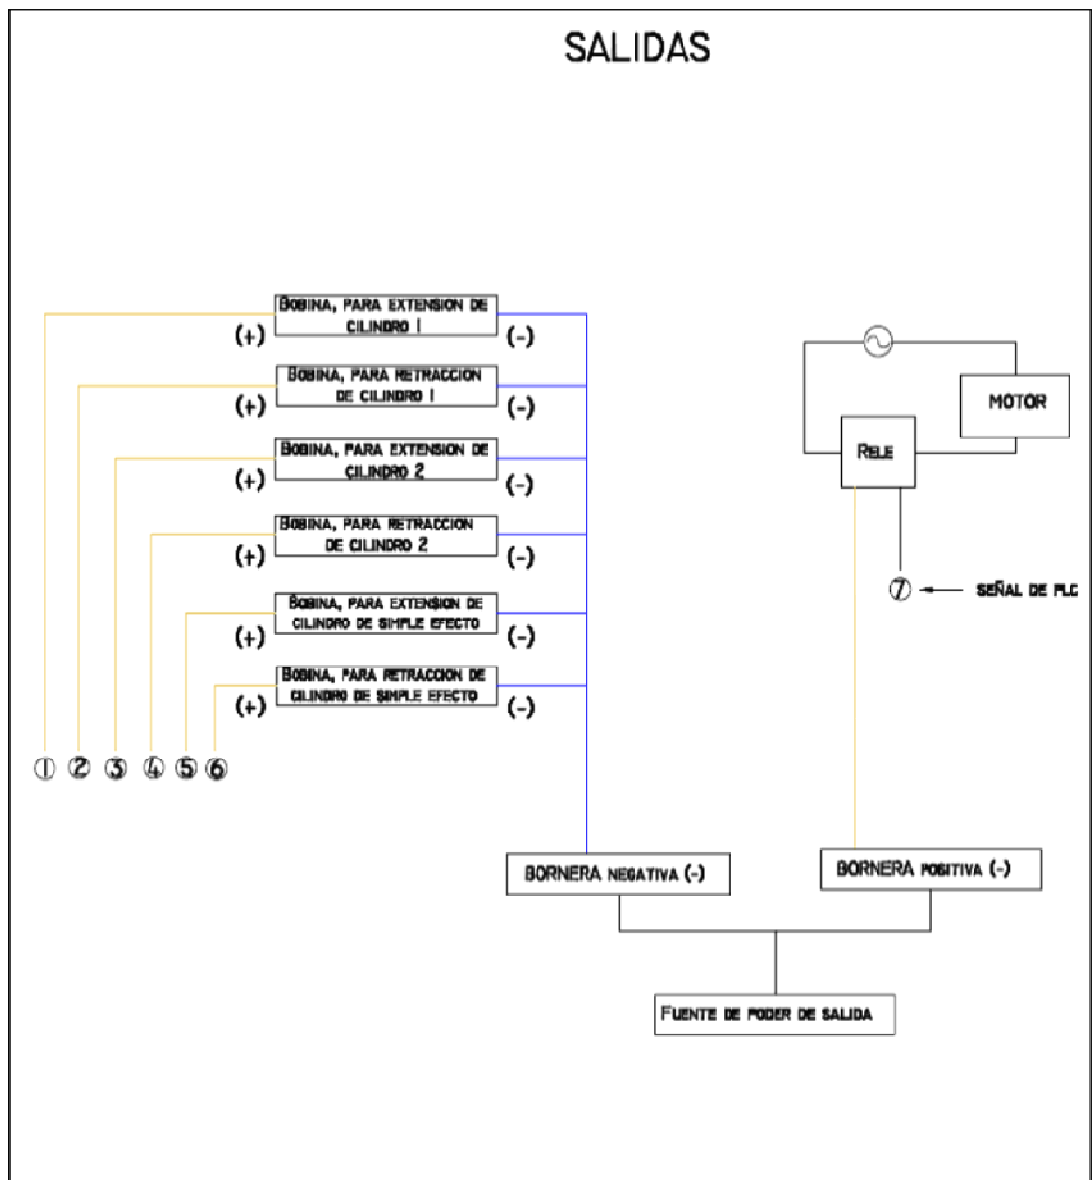 SALIDAS
BOBINA, PARA EXTENSION DE
CILINDRO 1
(+)
(-)
BOBINA, PARA RETRACCION
DE CILINDRO 1
(+)
(-)
BOBINA, PARA EXTENSION DE
CILINDRO 2
(+)
(-)
BOBINA, PARA RETRACCION
DE CILINDRO 2
(+)
(-)
BOBINA, PARA EXTENSION DE
CILINDRO DE SIMPLE EFECTO
(+)
(-)
BOBINA, PARA RETRACCION DE
CILINDRO DE SIMPLE EFECTO
(+)
(-)
1 2 3 4 5 6
MOTOR
RELE
7
SEÑAL DE PLC
BORNERA NEGATIVA (-)
BORNERA POSITIVA (-)
FUENTE DE PODER DE SALIDA